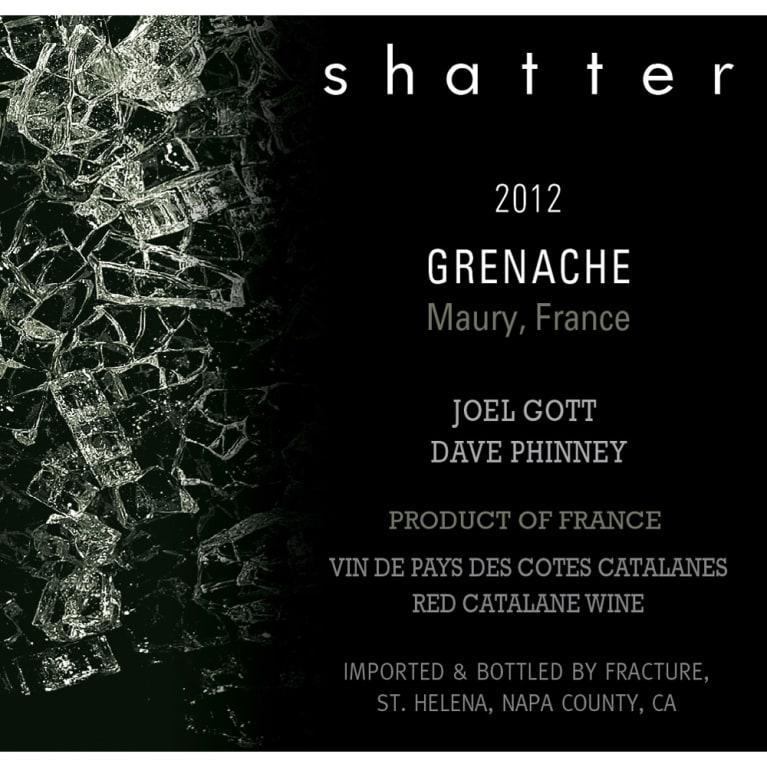 shatter
2012
GRENACHE
Maury, France
JOEL GOTT
DAVE PHINNEY
PRODUCT OF FRANCE
VIN DE PAYS DES COTES CATALANES
RED CATALANE WINE
IMPORTED & BOTTLED BY FRACTURE,
ST. HELENA, NAPA COUNTY, CA